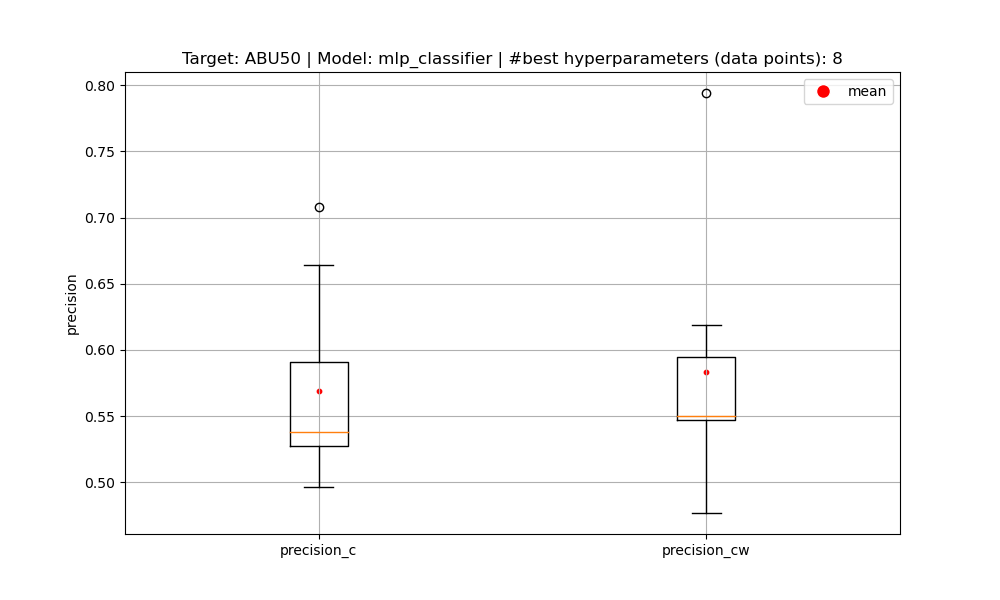 Target: ABU50 | Model: mlp_classifier | #best hyperparameters (data points): 8
mean
precision
0.80
0.75
0.70
0.65
0.60
0.55
0.50
precision_c
precision_cw